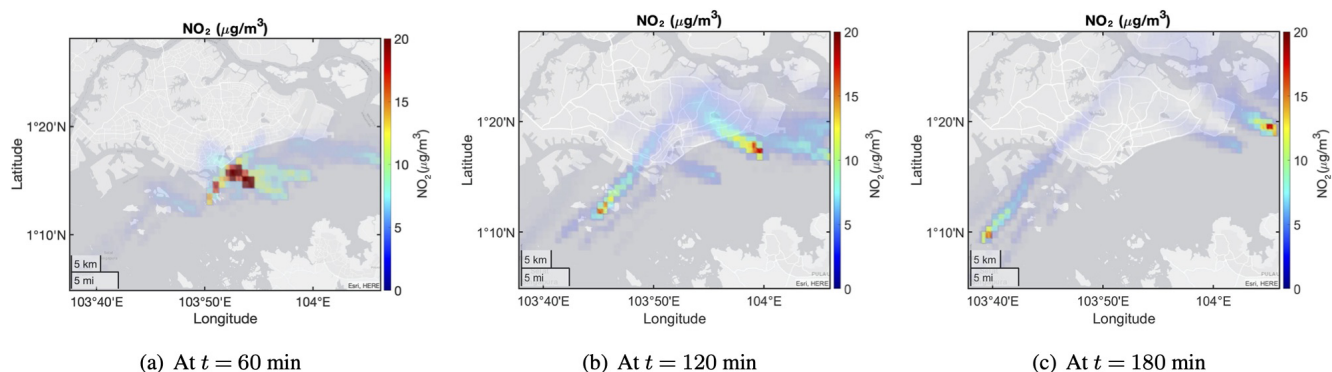 NO₂ (μg/m³)
20
15
10
5
0
NO₂(μg/m³)
1°20'N
1°10'N
Latitude
5 km
5 mi
Esri, HERE
103°40'E
103°50'E
104°E
Longitude
(a) At t = 60 min
NO₂ (μg/m³)
20
15
10
5
0
NO₂(μg/m³)
1°20'N
1°10'N
Latitude
5 km
5 mi
PULAU
Esri, HERE
103°40'E
103°50'E
104°E
Longitude
(b) At t = 120 min
NO₂ (μg/m³)
20
15
10
5
0
NO₂(μg/m³)
1°20'N
1°10'N
Latitude
5 km
5 mi
PULAU
Esri, HERE
103°40'E
103°50'E
104°E
Longitude
(c) At t = 180 min